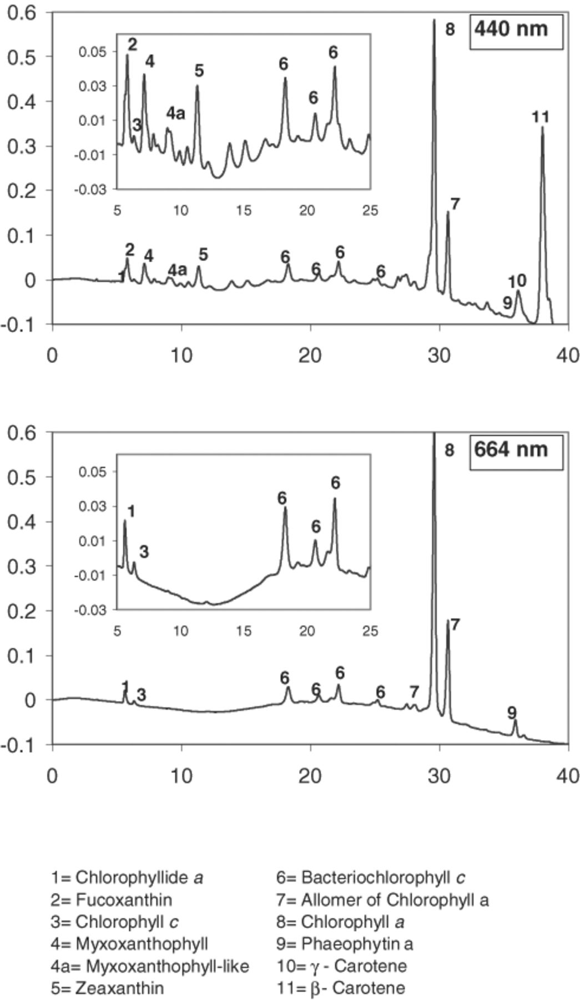 0.6
0.5
0.4
0.3
0.2
0.1
0
-0.1
0 10 20 30 40
440 nm
8
11
7
10
9
1 2 4 4a 5 6 6 6 6
0.05
0.03
0.01
-0.01
-0.03
5 10 15 20 25
2
3
4
4a
5
6
6
6
0.6
0.5
0.4
0.3
0.2
0.1
0
-0.1
0 10 20 30 40
664 nm
8
7
9
1 3 6 6 6 6 7
0.05
0.03
0.01
-0.01
-0.03
5 10 15 20 25
1
3
6
6
6
1= Chlorophyllide a
2= Fucoxanthin
3= Chlorophyll c
4= Myxoxanthophyll
4a= Myxoxanthophyll-like
5= Zeaxanthin
6= Bacteriochlorophyll c
7= Allomer of Chlorophyll a
8= Chlorophyll a
9= Phaeophytin a
10= γ - Carotene
11= β- Carotene